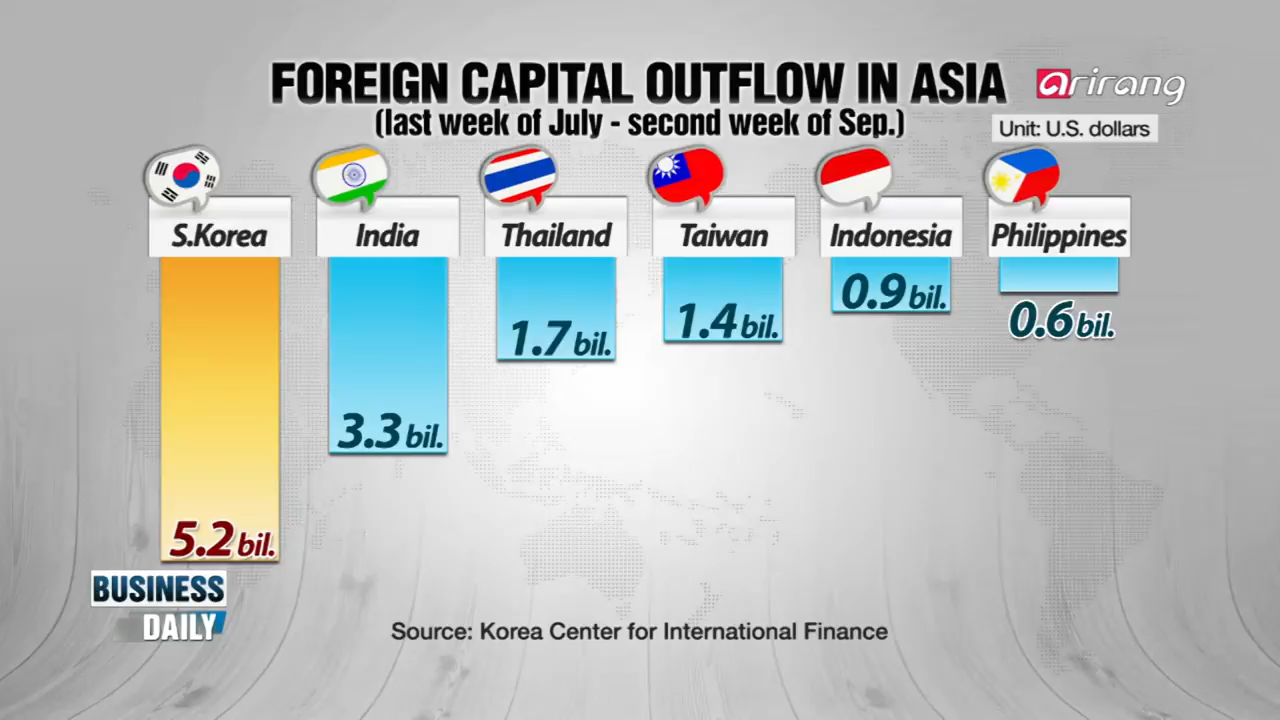 FOREIGN CAPITAL OUTFLOW IN ASIA
arirang
(last week of July - second week of Sep.)
Unit: U.S. dollars
S.Korea
India
Thailand
Taiwan
Indonesia
Philippines
5.2 bil.
3.3 bil.
1.7 bil.
1.4 bil.
0.9 bil.
0.6 bil.
BUSINESS
DAILY
Source: Korea Center for International Finance